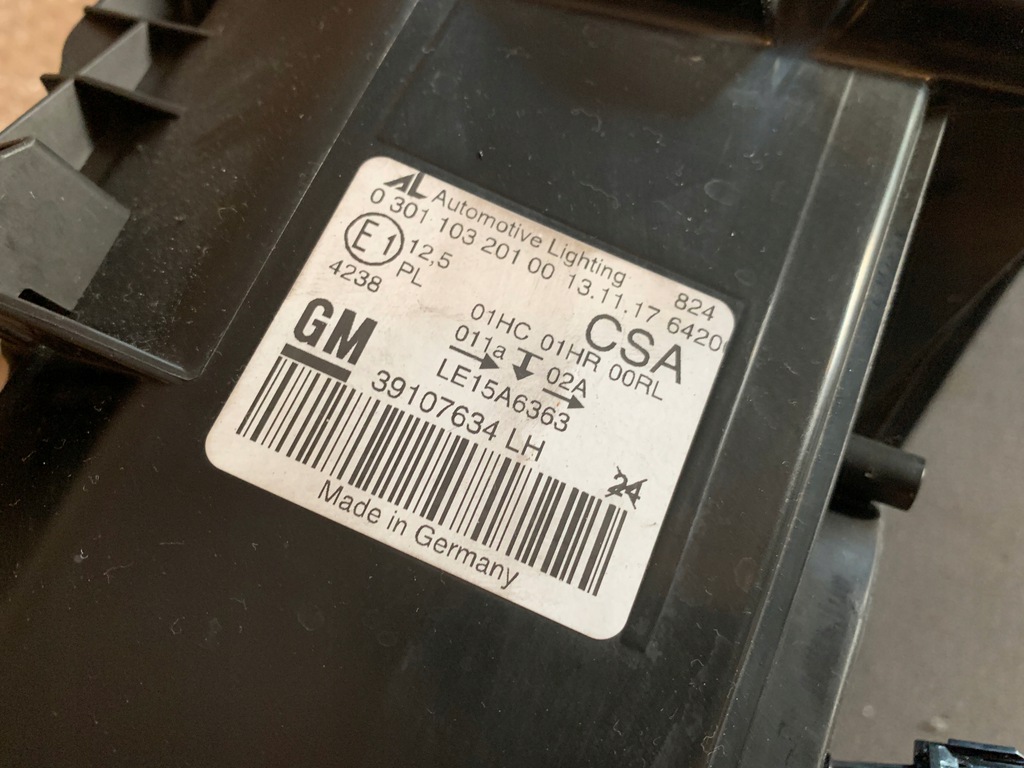 AL Automotive Lighting 824
0 301 103 201 00 13.11.17 6420
E1 12,5
4238 PL
CSA
GM
01HC 01HR 00RL
011a 02A
LE15A6363
39107634 LH
24
Made in Germany